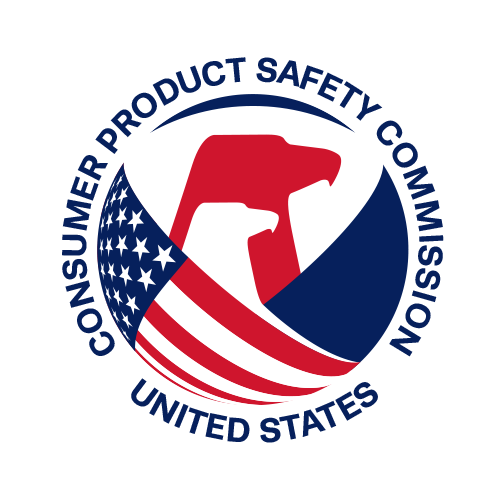 CONSUMER PRODUCT SAFETY COMMISSION
UNITED STATES